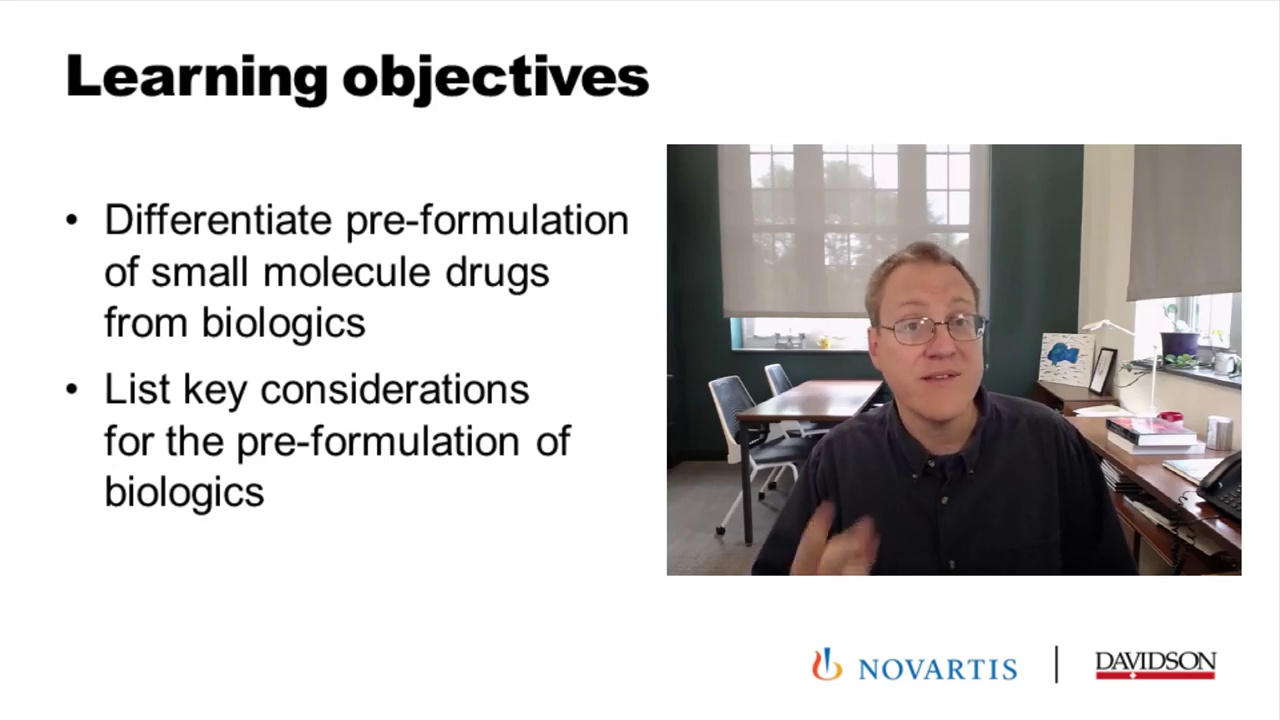 Learning objectives
• Differentiate pre-formulation
of small molecule drugs
from biologics
• List key considerations
for the pre-formulation of
biologics
NOVARTIS
DAVIDSON